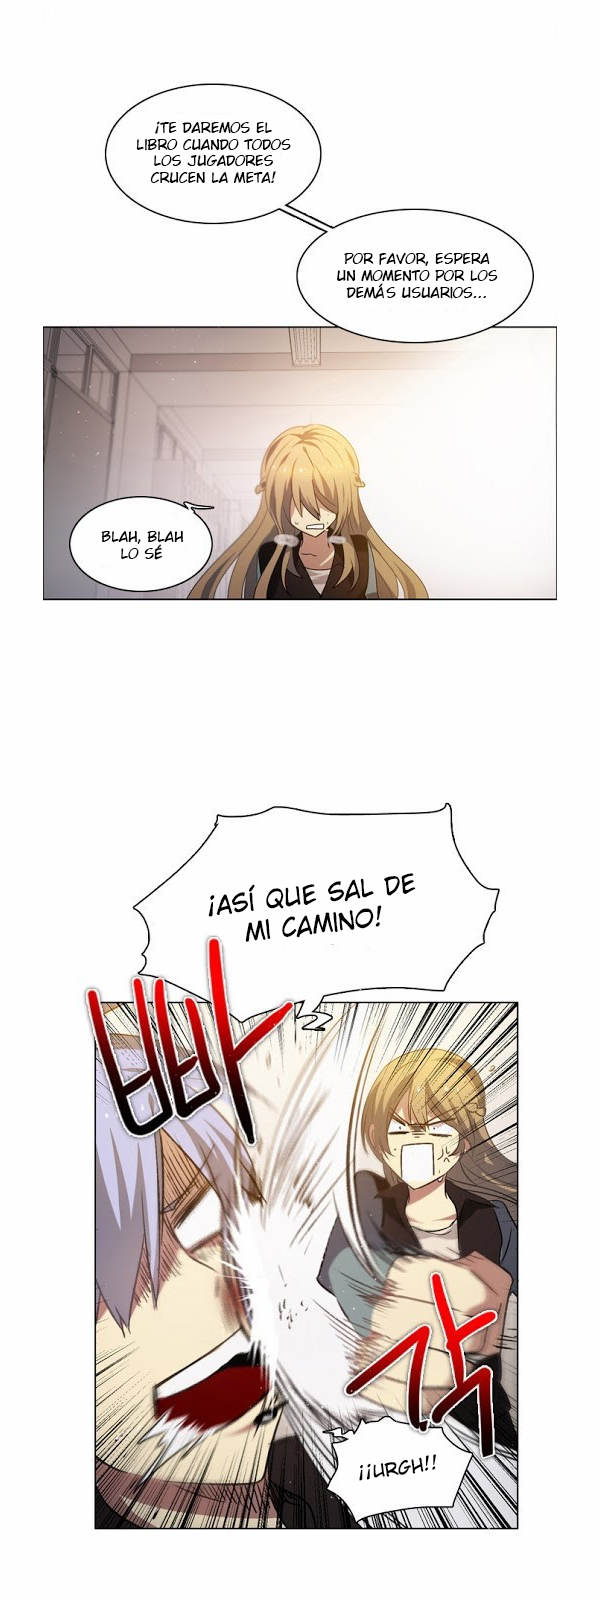 ¡TE DAREMOS EL
LIBRO CUANDO TODOS
LOS JUGADORES
CRUCEN LA META!
POR FAVOR, ESPERA
UN MOMENTO POR LOS
DEMÁS USUARIOS...
BLAH, BLAH
LO SÉ
¡ASÍ QUE SAL DE
MI CAMINO!
빠
각
¡¡URGH!!